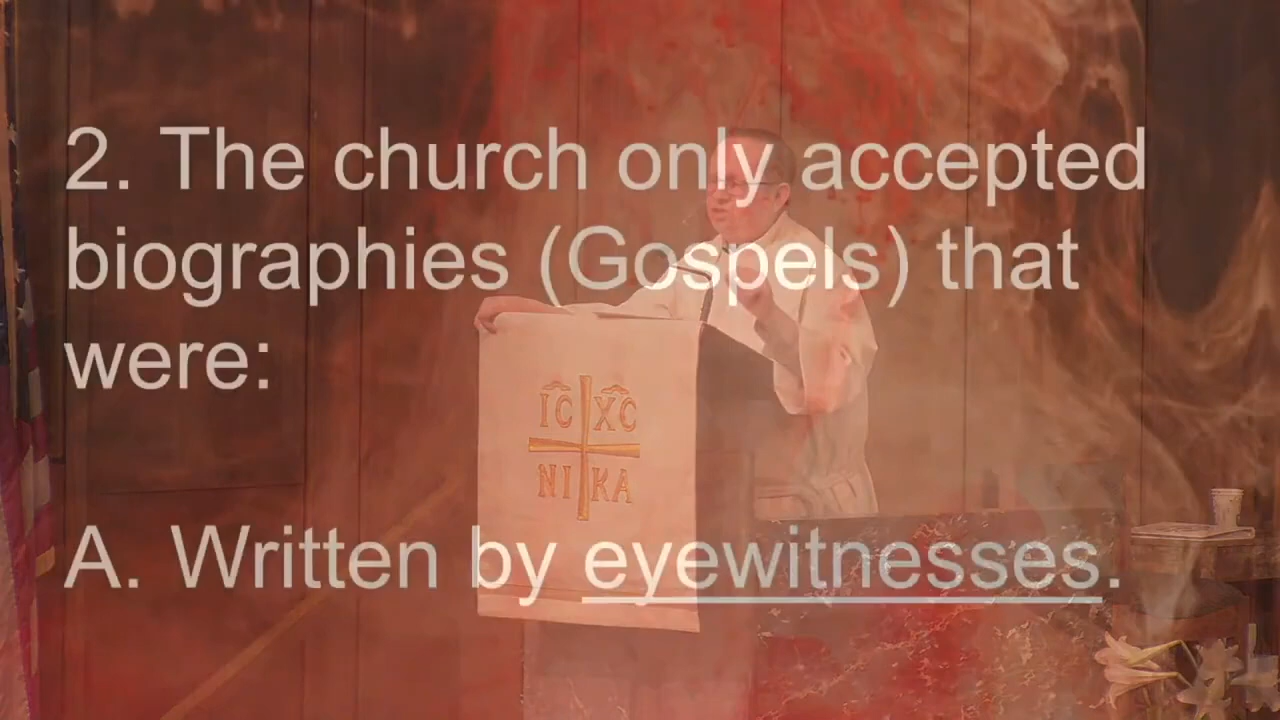 2. The church only accepted
biographies (Gospels) that
were:
IC XC
NI KA
A. Written by eyewitnesses.